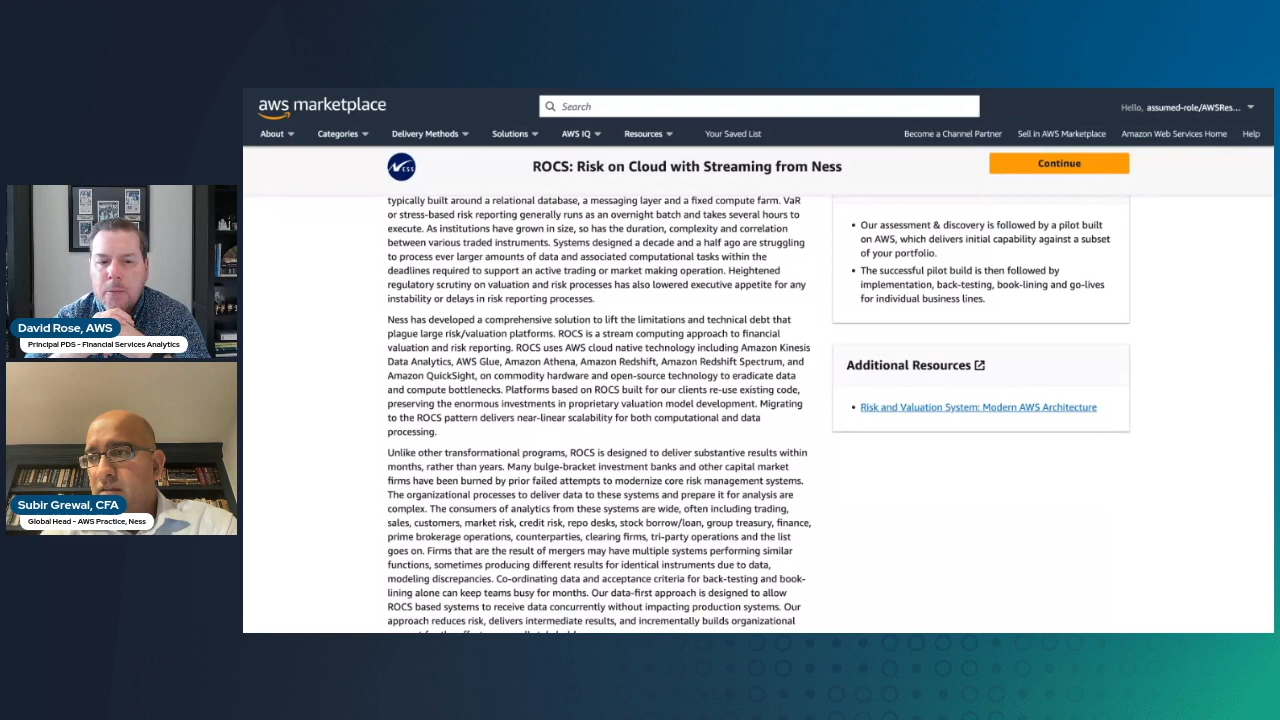 aws marketplace
Search
Hello, assumed-role/AWSRes...
About
Categories
Delivery Methods
Solutions
AWS IQ
Resources
Your Saved List
Become a Channel Partner
Sell in AWS Marketplace
Amazon Web Services Home
Help
Ness
ROCS: Risk on Cloud with Streaming from Ness
Continue
typically built around a relational database, a messaging layer and a fixed compute farm. VaR
or stress-based risk reporting generally runs as an overnight batch and takes several hours to
execute. As institutions have grown in size, so has the duration, complexity and correlation
between various traded instruments. Systems designed a decade and a half ago are struggling
to process ever larger amounts of data and associated computational tasks within the
deadlines required to support an active trading or market making operation. Heightened
regulatory scrutiny on valuation and risk processes has also lowered executive appetite for any
instability or delays in risk reporting processes.
Ness has developed a comprehensive solution to lift the limitations and technical debt that
plague large risk/valuation platforms. ROCS is a stream computing approach to financial
valuation and risk reporting. ROCS uses AWS cloud native technology including Amazon Kinesis
Data Analytics, AWS Glue, Amazon Athena, Amazon Redshift, Amazon Redshift Spectrum, and
Amazon QuickSight, on commodity hardware and open-source technology to eradicate data
and compute bottlenecks. Platforms based on ROCS built for our clients re-use existing code,
preserving the enormous investments in proprietary valuation model development. Migrating
to the ROCS pattern delivers near-linear scalability for both computational and data
processing.
Unlike other transformational programs, ROCS is designed to deliver substantive results within
months, rather than years. Many bulge-bracket investment banks and other capital market
firms have been burned by prior failed attempts to modernize core risk management systems.
The organizational processes to deliver data to these systems and prepare it for analysis are
complex. The consumers of analytics from these systems are wide, often including trading,
sales, customers, market risk, credit risk, repo desks, stock borrow/loan, group treasury, finance,
prime brokerage operations, counterparties, clearing firms, tri-party operations and the list
goes on. Firms that are the result of mergers may have multiple systems performing similar
functions, sometimes producing different results for identical instruments due to data,
modeling discrepancies. Co-ordinating data and acceptance criteria for back-testing and book-
lining alone can keep teams busy for months. Our data-first approach is designed to allow
ROCS based systems to receive data concurrently without impacting production systems. Our
approach reduces risk, delivers intermediate results, and incrementally builds organizational
• Our assessment & discovery is followed by a pilot built
on AWS, which delivers initial capability against a subset
of your portfolio.
• The successful pilot build is then followed by
implementation, back-testing, book-lining and go-lives
for individual business lines.
Additional Resources
• Risk and Valuation System: Modern AWS Architecture
David Rose, AWS
Principal PDS - Financial Services Analytics
Subir Grewal, CFA
Global Head - AWS Practice, Ness